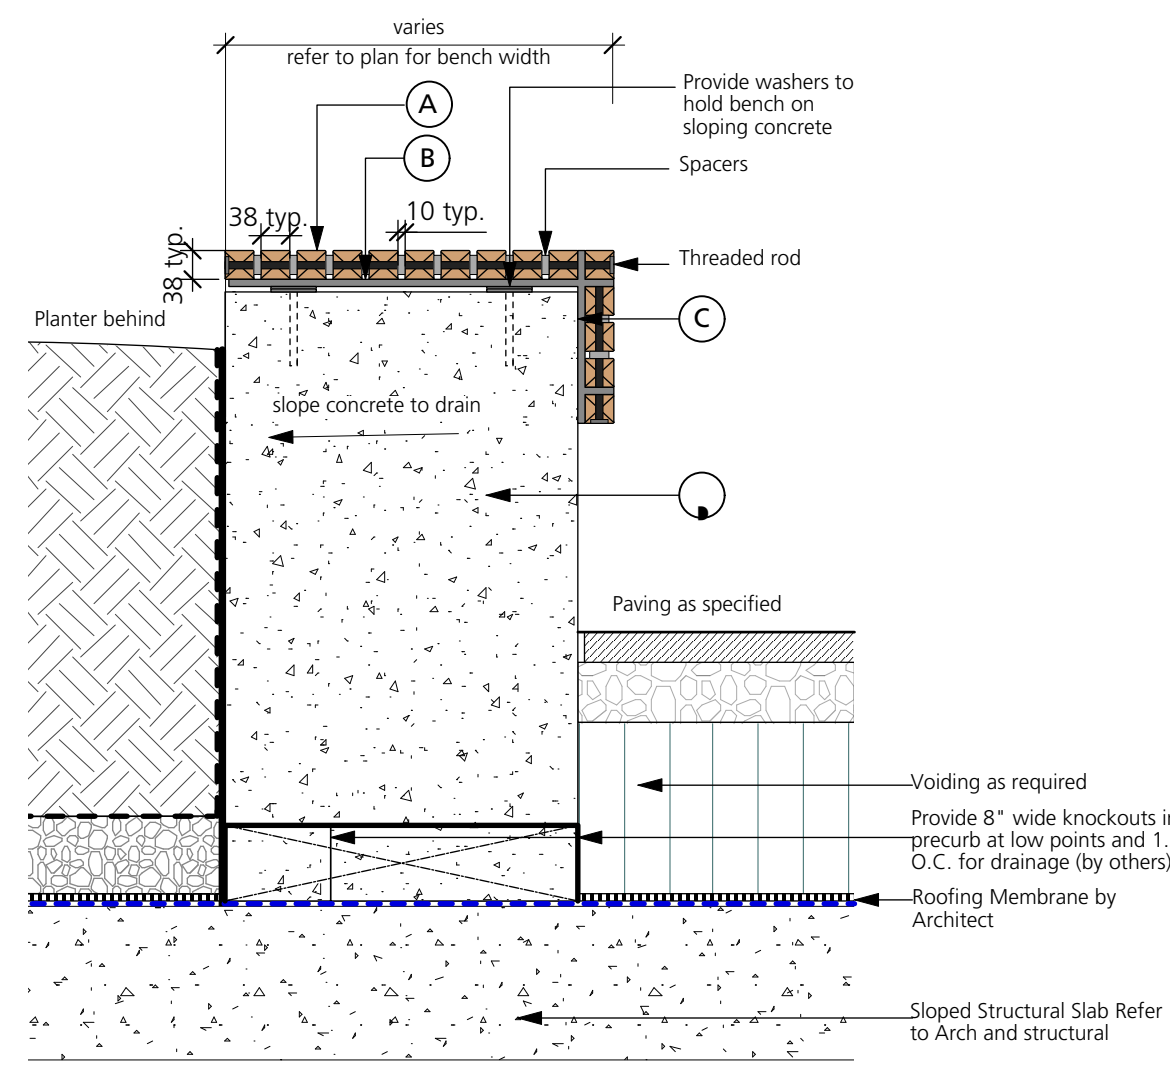 varies
refer to plan for bench width
Provide washers to
hold bench on
sloping concrete
A
B
Spacers
38 typ.
10 typ.
38 typ.
Threaded rod
Planter behind
C
slope concrete to drain
Paving as specified
Voiding as required
Provide 8" wide knockouts
precurb at low points and 1.
O.C. for drainage (by others)
Roofing Membrane by
Architect
Sloped Structural Slab Refer
to Arch and structural